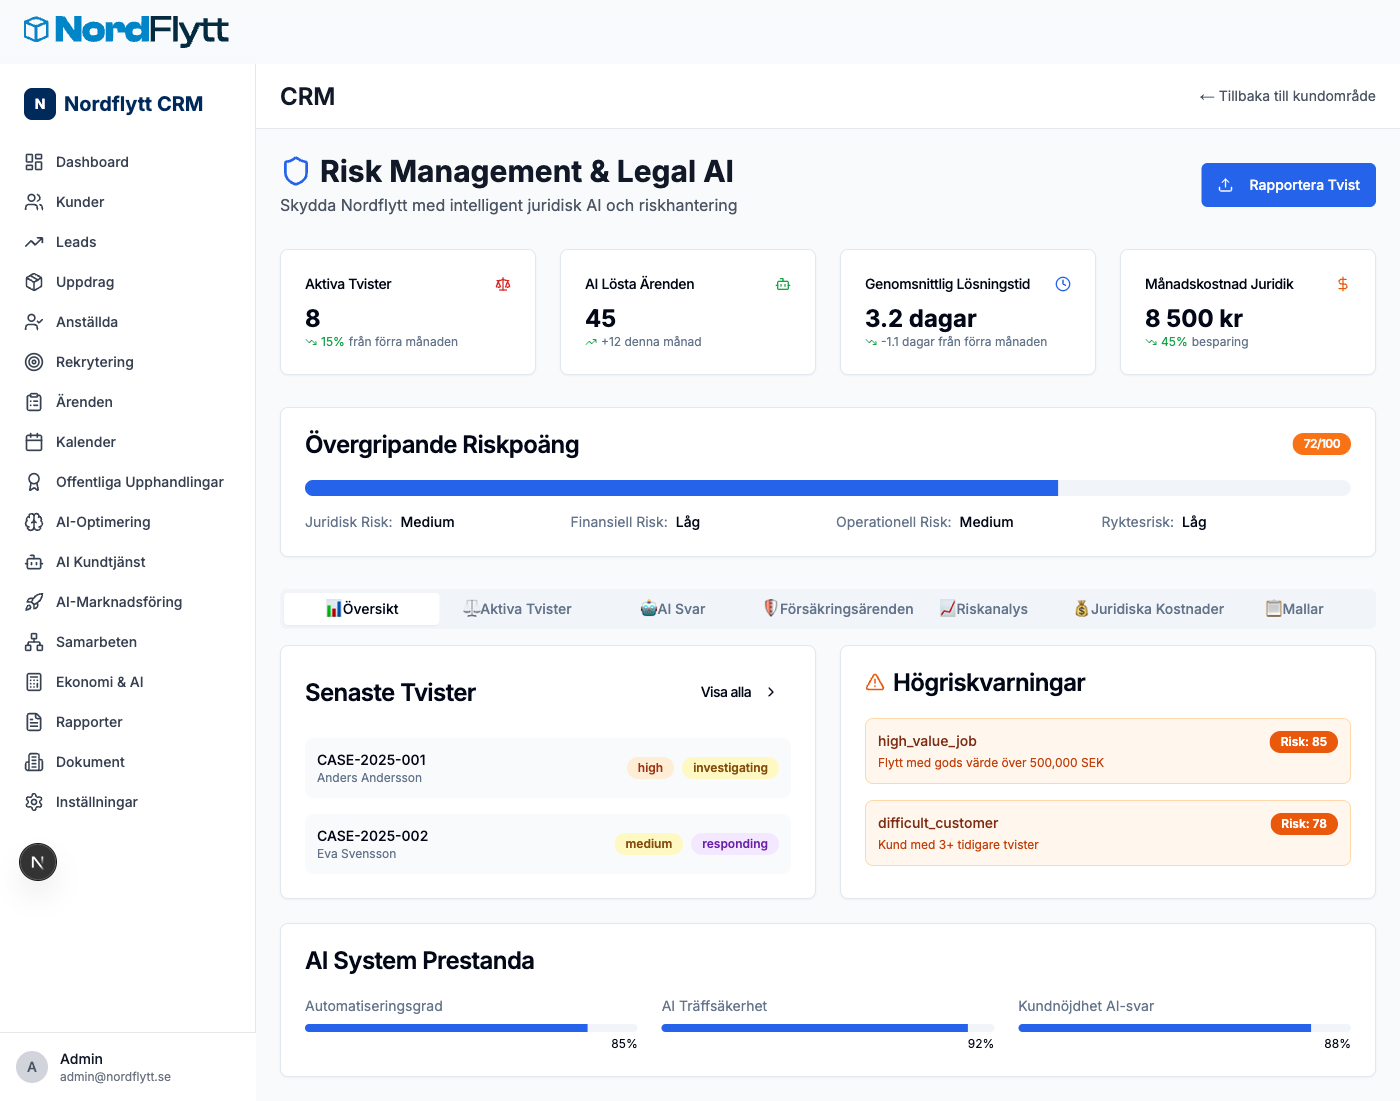 NordFlytt
N Nordflytt CRM
Dashboard
Kunder
Leads
Uppdrag
Anställda
Rekrytering
Ärenden
Kalender
Offentliga Upphandlingar
AI-Optimering
AI Kundtjänst
AI-Marknadsföring
Samarbeten
Ekonomi & AI
Rapporter
Dokument
Inställningar
N
A
Admin
admin@nordflytt.se
CRM
← Tillbaka till kundområde
Risk Management & Legal AI
Skydda Nordflytt med intelligent juridisk AI och riskhantering
Rapportera Tvist
Aktiva Tvister
8
15% från förra månaden
AI Lösta Ärenden
45
+12 denna månad
Genomsnittlig Lösningstid
3.2 dagar
-1.1 dagar från förra månaden
Månadskostnad Juridik
8 500 kr
45% besparing
Övergripande Riskpoäng
72/100
Juridisk Risk: Medium
Finansiell Risk: Låg
Operationell Risk: Medium
Ryktesrisk: Låg
Översikt
Aktiva Tvister
AI Svar
Försäkringsärenden
Riskanalys
Juridiska Kostnader
Mallar
Senaste Tvister
Visa alla
CASE-2025-001
Anders Andersson
high
investigating
CASE-2025-002
Eva Svensson
medium
responding
Högriskvarningar
high_value_job
Risk: 85
Flytt med gods värde över 500,000 SEK
difficult_customer
Risk: 78
Kund med 3+ tidigare tvister
AI System Prestanda
Automatiseringsgrad
85%
AI Träffsäkerhet
92%
Kundnöjdhet AI-svar
88%